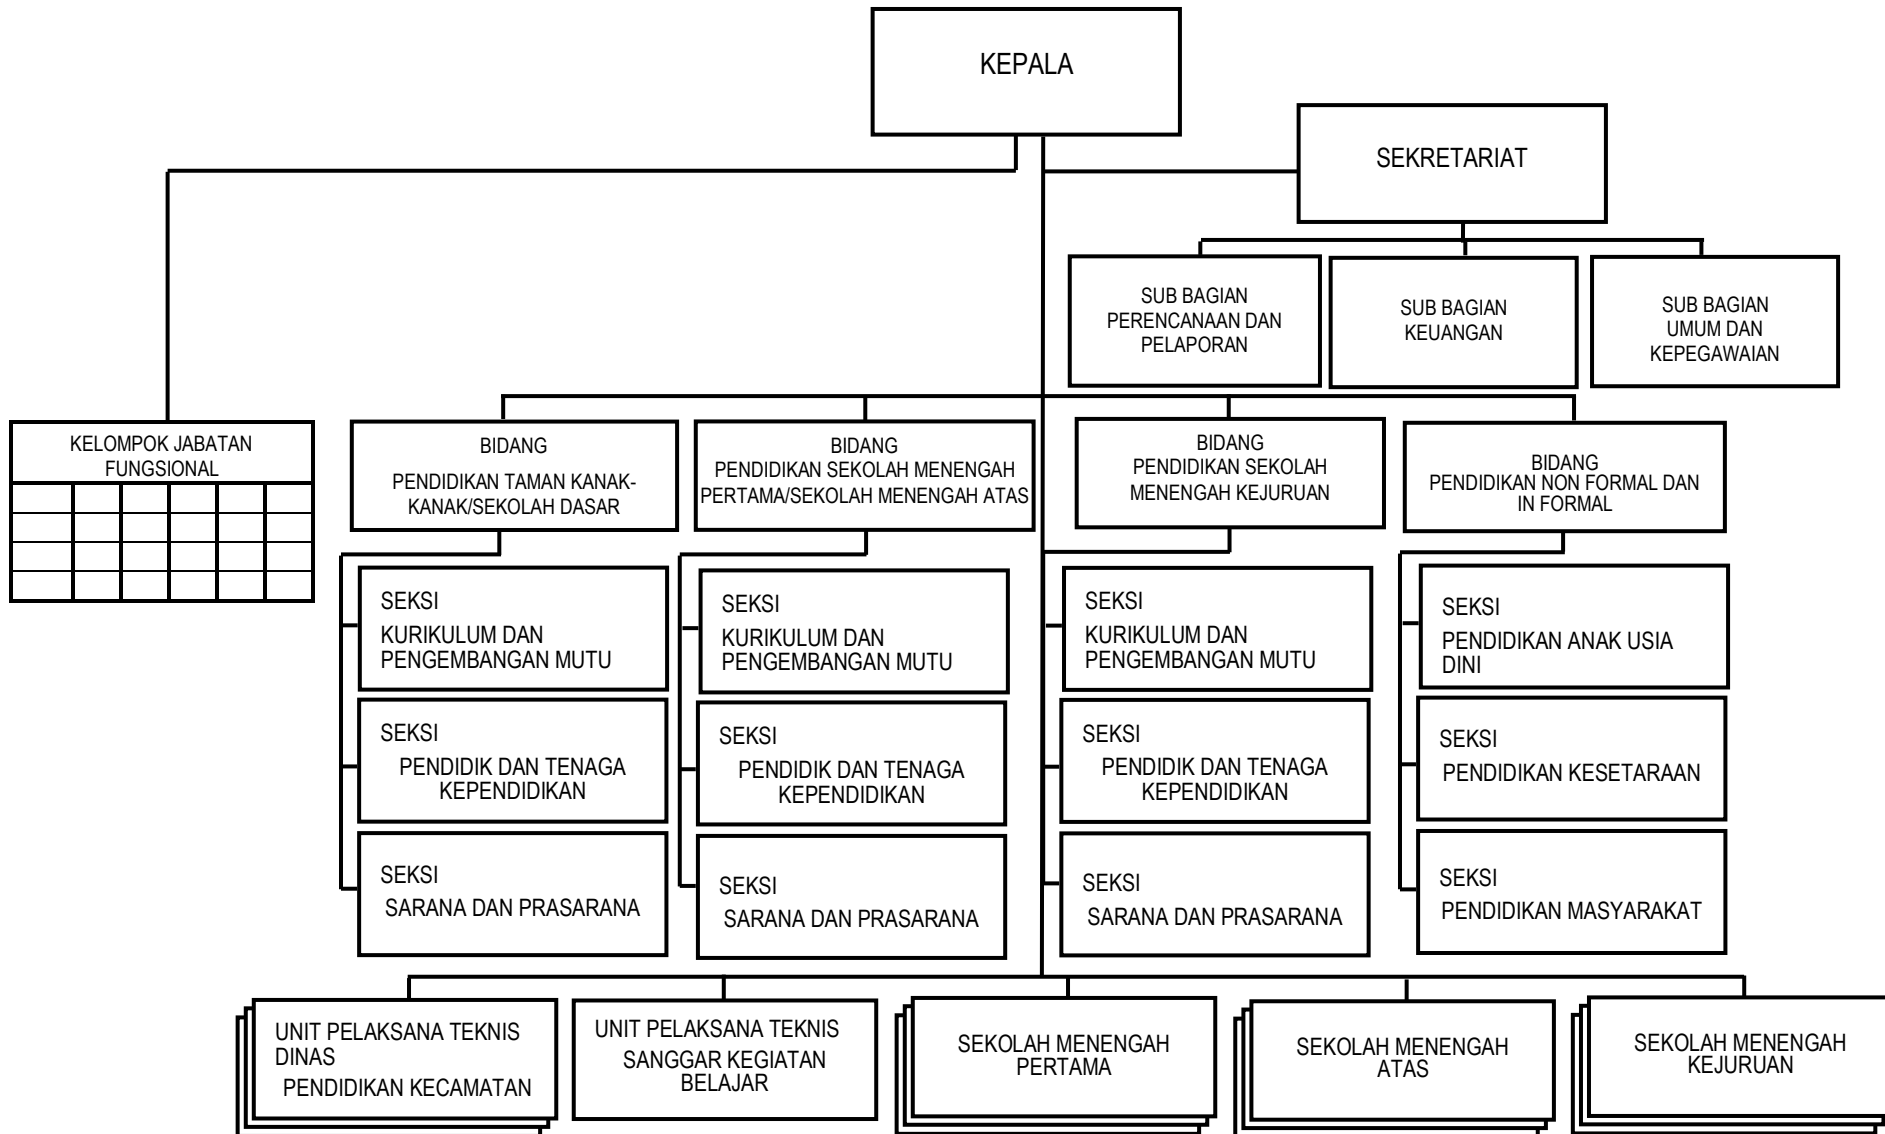 KEPALA
SEKRETARIAT
SUB BAGIAN
PERENCANAAN DAN
PELAPORAN
SUB BAGIAN
KEUANGAN
SUB BAGIAN
UMUM DAN
KEPEGAWAIAN
KELOMPOK JABATAN
FUNGSIONAL
BIDANG
PENDIDIKAN TAMAN KANAK-
KANAK/SEKOLAH DASAR
BIDANG
PENDIDIKAN SEKOLAH MENENGAH
PERTAMA/SEKOLAH MENENGAH ATAS
BIDANG
PENDIDIKAN SEKOLAH
MENENGAH KEJURUAN
BIDANG
PENDIDIKAN NON FORMAL DAN
IN FORMAL
SEKSI
KURIKULUM DAN
PENGEMBANGAN MUTU
SEKSI
PENDIDIK DAN TENAGA
KEPENDIDIKAN
SEKSI
SARANA DAN PRASARANA
SEKSI
KURIKULUM DAN
PENGEMBANGAN MUTU
SEKSI
PENDIDIK DAN TENAGA
KEPENDIDIKAN
SEKSI
SARANA DAN PRASARANA
SEKSI
KURIKULUM DAN
PENGEMBANGAN MUTU
SEKSI
PENDIDIK DAN TENAGA
KEPENDIDIKAN
SEKSI
SARANA DAN PRASARANA
SEKSI
PENDIDIKAN ANAK USIA
DINI
SEKSI
PENDIDIKAN KESETARAAN
SEKSI
PENDIDIKAN MASYARAKAT
UNIT PELAKSANA TEKNIS
DINAS
PENDIDIKAN KECAMATAN
UNIT PELAKSANA TEKNIS
SANGGAR KEGIATAN
BELAJAR
SEKOLAH MENENGAH
PERTAMA
SEKOLAH MENENGAH
ATAS
SEKOLAH MENENGAH
KEJURUAN